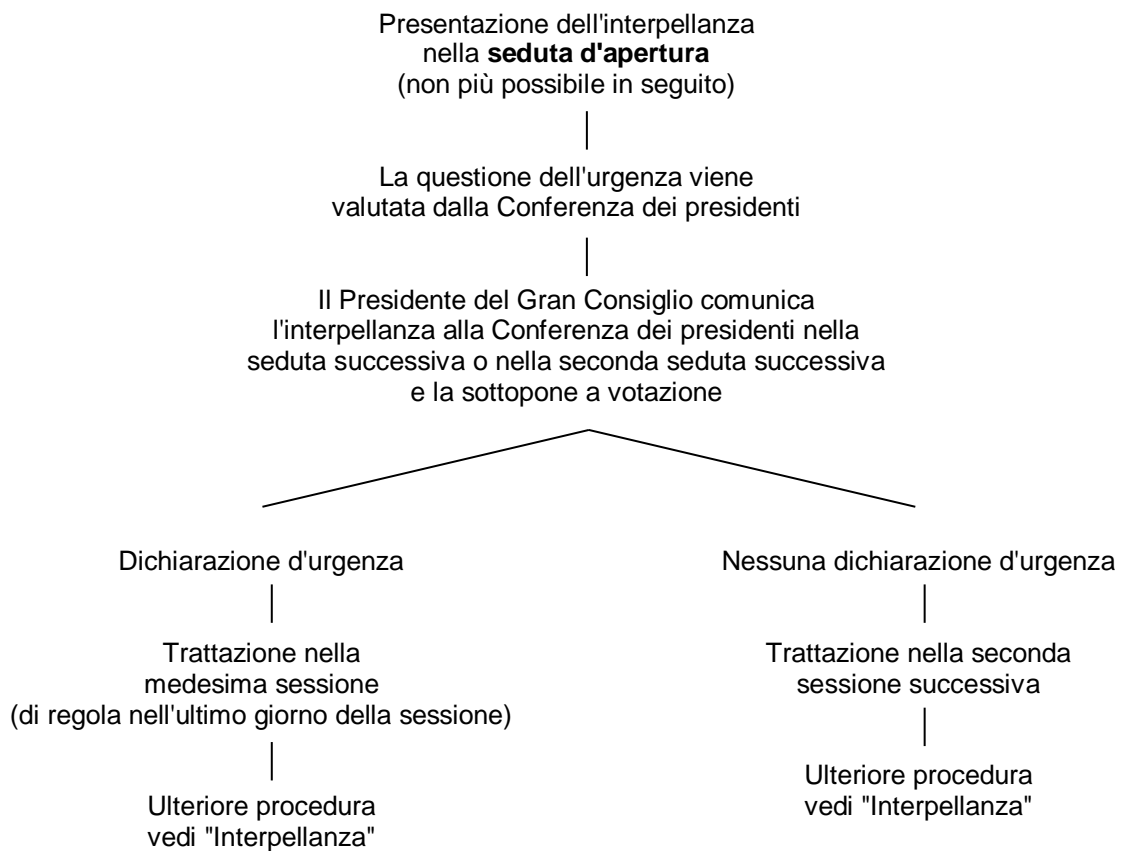 Presentazione dell'interpellanza
nella seduta d'apertura
(non più possibile in seguito)
La questione dell'urgenza viene
valutata dalla Conferenza dei presidenti
Il Presidente del Gran Consiglio comunica
l'interpellanza alla Conferenza dei presidenti nella
seduta successiva o nella seconda seduta successiva
e la sottopone a votazione
Dichiarazione d'urgenza
Trattazione nella
medesima sessione
(di regola nell'ultimo giorno della sessione)
Ulteriore procedura
vedi "Interpellanza"
Nessuna dichiarazione d'urgenza
Trattazione nella seconda
sessione successiva
Ulteriore procedura
vedi "Interpellanza"